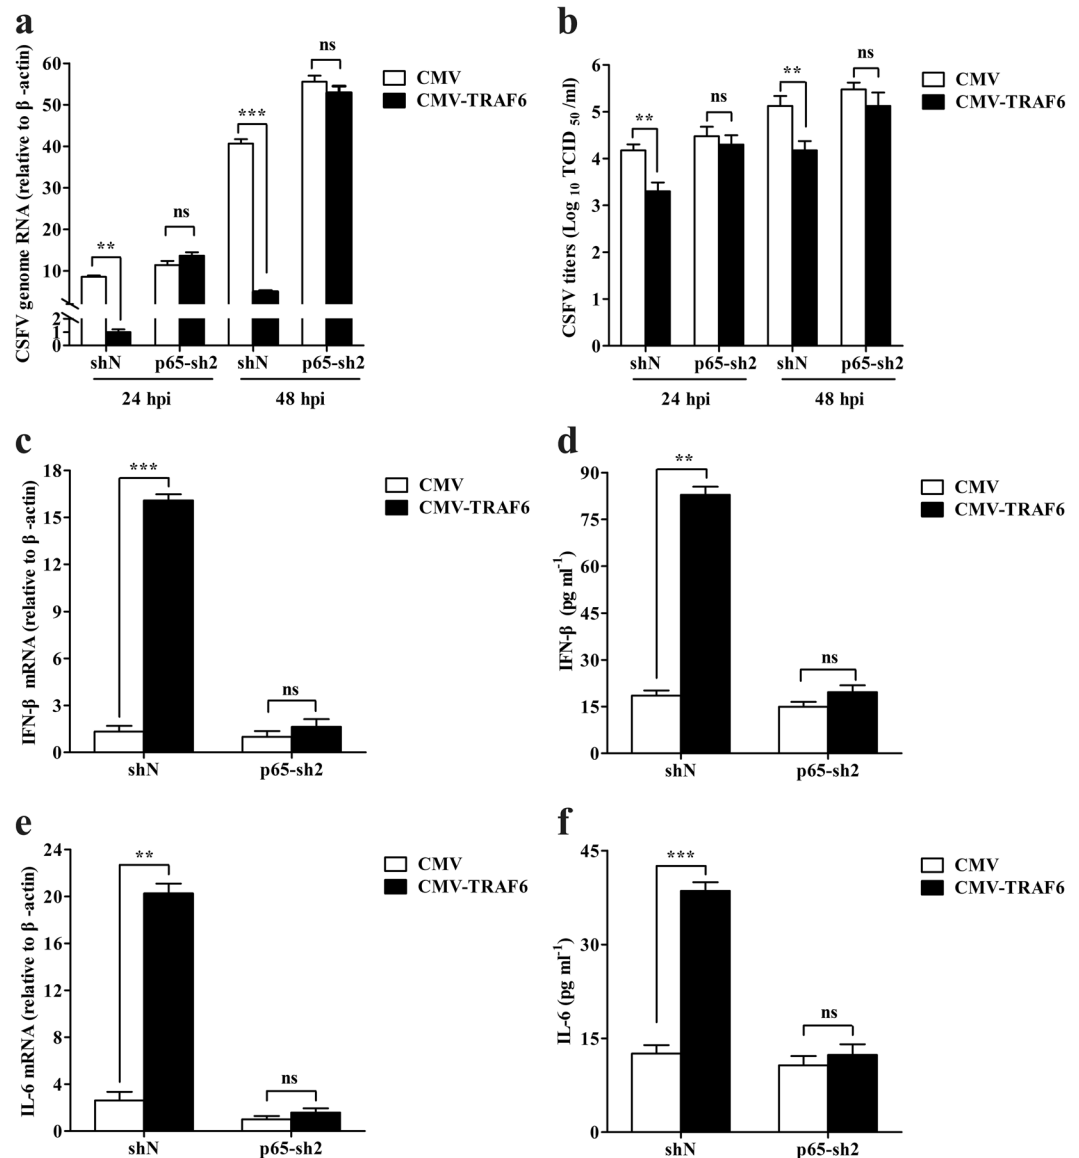 a
CSFV genome RNA (relative to β -actin)
60
50
40
30
20
10
2
1
0
**
ns
***
ns
CMV
CMV-TRAF6
shN p65-sh2 shN p65-sh2
24 hpi 48 hpi
b
CSFV titers (Log 10 TCID 50 /ml)
6
5
4
3
2
1
0
**
ns
**
ns
CMV
CMV-TRAF6
shN p65-sh2 shN p65-sh2
24 hpi 48 hpi
c
IFN-β mRNA (relative to β -actin)
18
15
12
9
6
3
0
***
ns
CMV
CMV-TRAF6
shN p65-sh2
d
IFN-β (pg ml-1)
90
75
60
45
30
15
0
**
ns
CMV
CMV-TRAF6
shN p65-sh2
e
IL-6 mRNA (relative to β -actin)
24
20
16
12
8
4
0
**
ns
CMV
CMV-TRAF6
shN p65-sh2
f
IL-6 (pg ml-1)
45
30
15
0
***
ns
CMV
CMV-TRAF6
shN p65-sh2